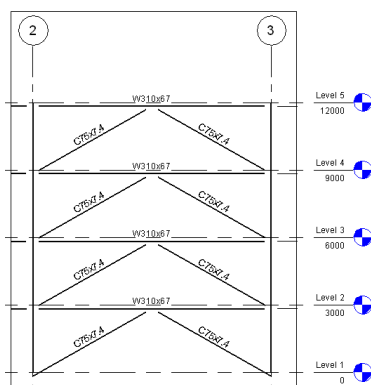 2 3
Level 5
12000
W310x67
C75x7.4 C75x7.4
Level 4
9000
W310x67
C75x7.4 C75x7.4
Level 3
6000
W310x67
C75x7.4 C75x7.4
Level 2
3000
W310x67
C75x7.4 C75x7.4
Level 1
0